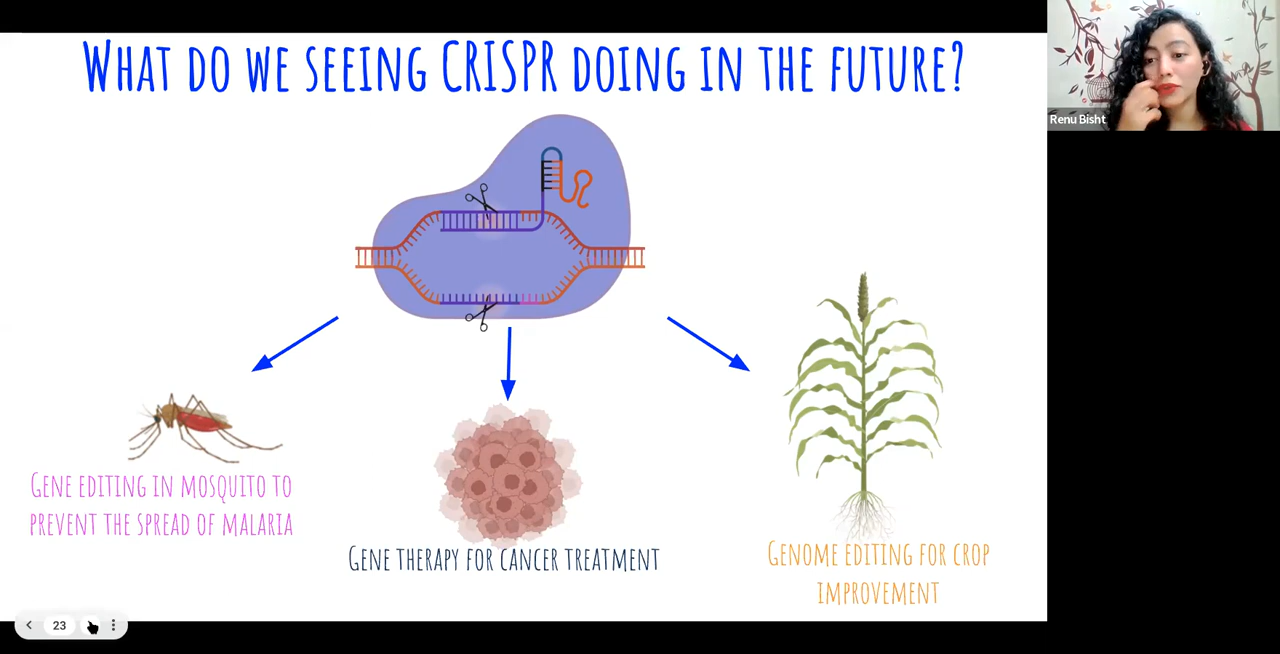 What do we seeing CRISPR doing in the future?
Renu Bisht
Gene editing in mosquito to
prevent the spread of malaria
Gene therapy for cancer treatment
Genome editing for crop
improvement
23